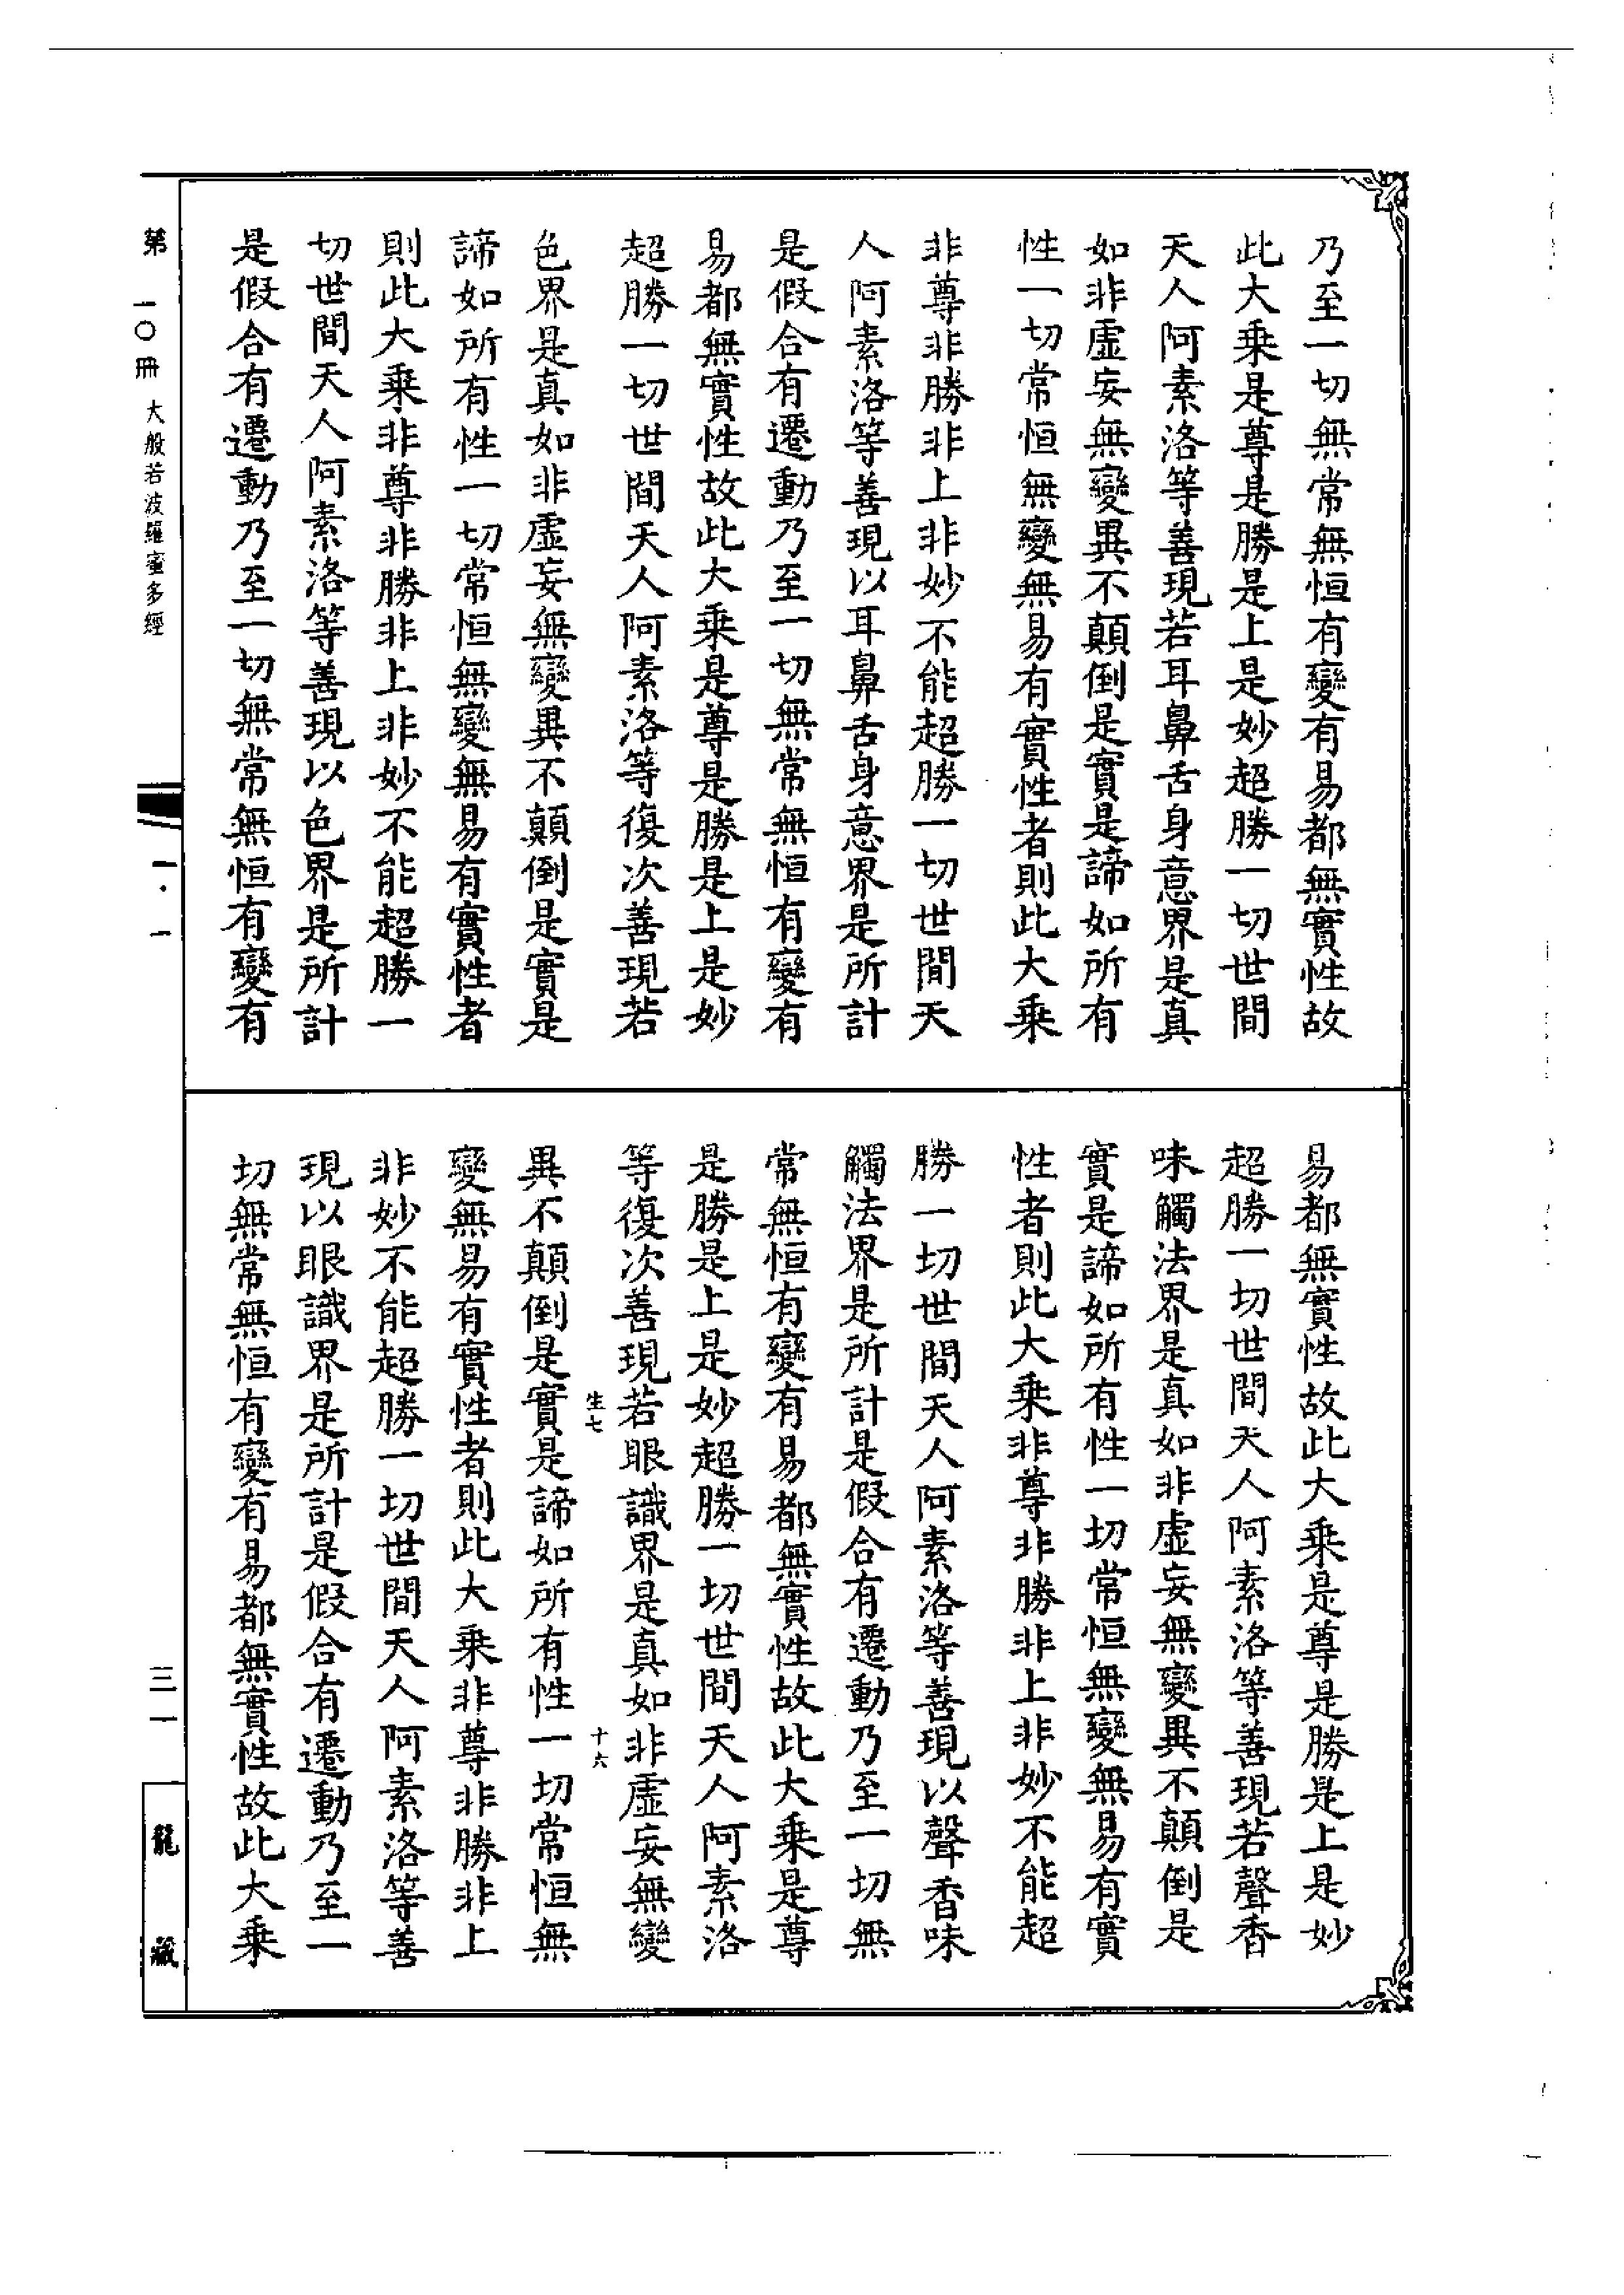 乃至一切無常無恒有變有易都無實性故
此大乘是尊是勝是上是妙超勝一切世間
天人阿素洛等善現若耳鼻舌身意界是真
如非虛妄無變異不顛倒是實是諦如所有
性一切常恒無變無易有實性者則此大乘
非尊非勝非上非妙不能超勝一切世間天
人阿素洛等善現以耳鼻舌身意界是所計
是假合有遷動乃至一切無常無恒有變有
易都無實性故此大乘是尊是勝是上是妙
超勝一切世間天人阿素洛等復次善現若
色界是真如非虛妄無變異不顛倒是實是
諦如所有性一切常恒無變無易有實性者
則此大乘非尊非勝非上非妙不能超勝一
切世間天人阿素洛等善現以色界是所計
是假合有遷動乃至一切無常無恒有變有
易都無實性故此大乘是尊是勝是上是妙
超勝一切世間天人阿素洛等善現若聲香
味觸法界是真如非虛妄無變異不顛倒是
實是諦如所有性一切常恒無變無易有實
性者則此大乘非尊非勝非上非妙不能超
勝一切世間天人阿素洛等善現以聲香味
觸法界是所計是假合有遷動乃至一切無
常無恒有變有易都無實性故此大乘是尊
是勝是上是妙超勝一切世間天人阿素洛
等復次善現若眼識界是真如非虛妄無變
生七 十六
異不顛倒是實是諦如所有性一切常恒無
變無易有實性者則此大乘非尊非勝非上
非妙不能超勝一切世間天人阿素洛等善
現以眼識界是所計是假合有遷動乃至一
切無常無恒有變有易都無實性故此大乘
第一〇冊 大般若波羅蜜多經 一·一 三一 龍藏